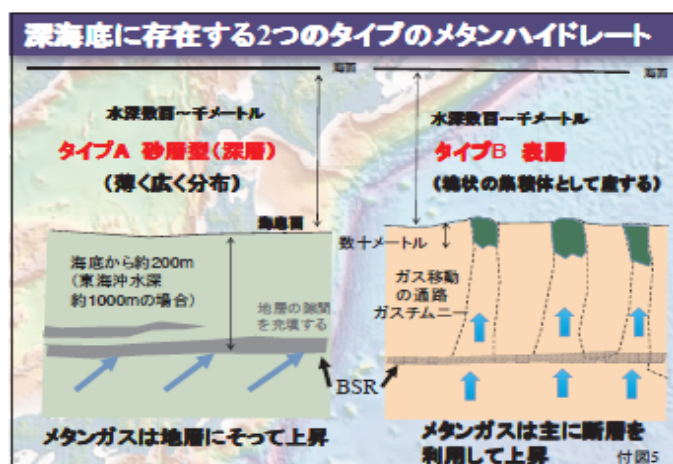 深海底に存在する2つのタイプのメタンハイドレート
海面
水深数百～千メートル
タイプA 砂層型(深層)
(薄く広く分布)
海底面
海底から約200m
(東海沖水深
約1000mの場合)
地層の隙間
を充填する
メタンガスは地層にそって上昇
海面
水深数百～千メートル
タイプB 表層
(塊状の集積体として産する)
数十メートル
ガス移動
の通路
ガスチムニー
BSR
メタンガスは主に断層を
利用して上昇
付図5